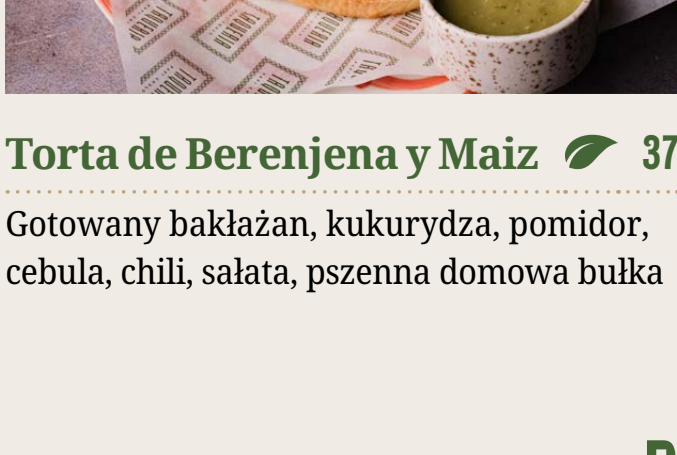 Torta de Berenjena y Maiz 37
Gotowany bakłażan, kukurydza, pomidor,
cebula, chili, sałata, pszenna domowa bułka